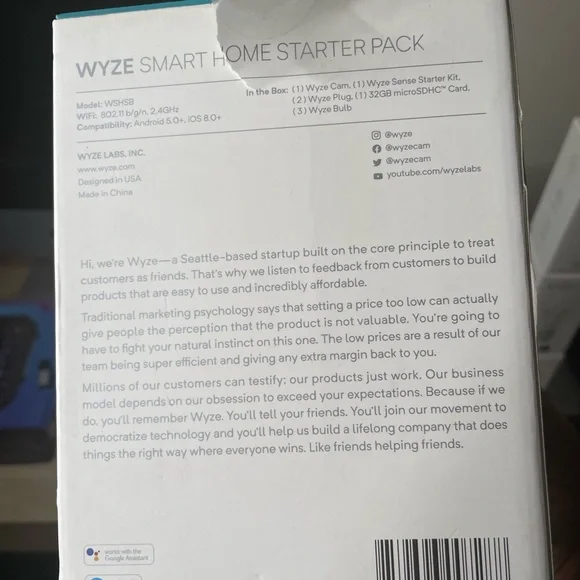 WYZE SMART HOME STARTER PACK
Model: WSHSB
WiFi: 802.11 b/g/n, 2.4GHz
Compatibility: Android 5.0+, iOS 8.0+
In the Box: (1) Wyze Cam, (1) Wyze Sense Starter Kit,
(2) Wyze Plug, (1) 32GB microSDHC™ Card,
(3) Wyze Bulb
WYZE LABS, INC.
www.wyze.com
Designed in USA
Made in China
@wyze
@wyzecam
@wyzecam
youtube.com/wyzelabs
Hi, we're Wyze—a Seattle-based startup built on the core principle to treat
customers as friends. That's why we listen to feedback from customers to build
products that are easy to use and incredibly affordable.
Traditional marketing psychology says that setting a price too low can actually
give people the perception that the product is not valuable. You're going to
have to fight your natural instinct on this one. The low prices are a result of our
team being super efficient and giving any extra margin back to you.
Millions of our customers can testify: our products just work. Our business
model depends on our obsession to exceed your expectations. Because if we
do, you'll remember Wyze. You'll tell your friends. You'll join our movement to
democratize technology and you'll help us build a lifelong company that does
things the right way where everyone wins. Like friends helping friends.
works with the
Google Assistant